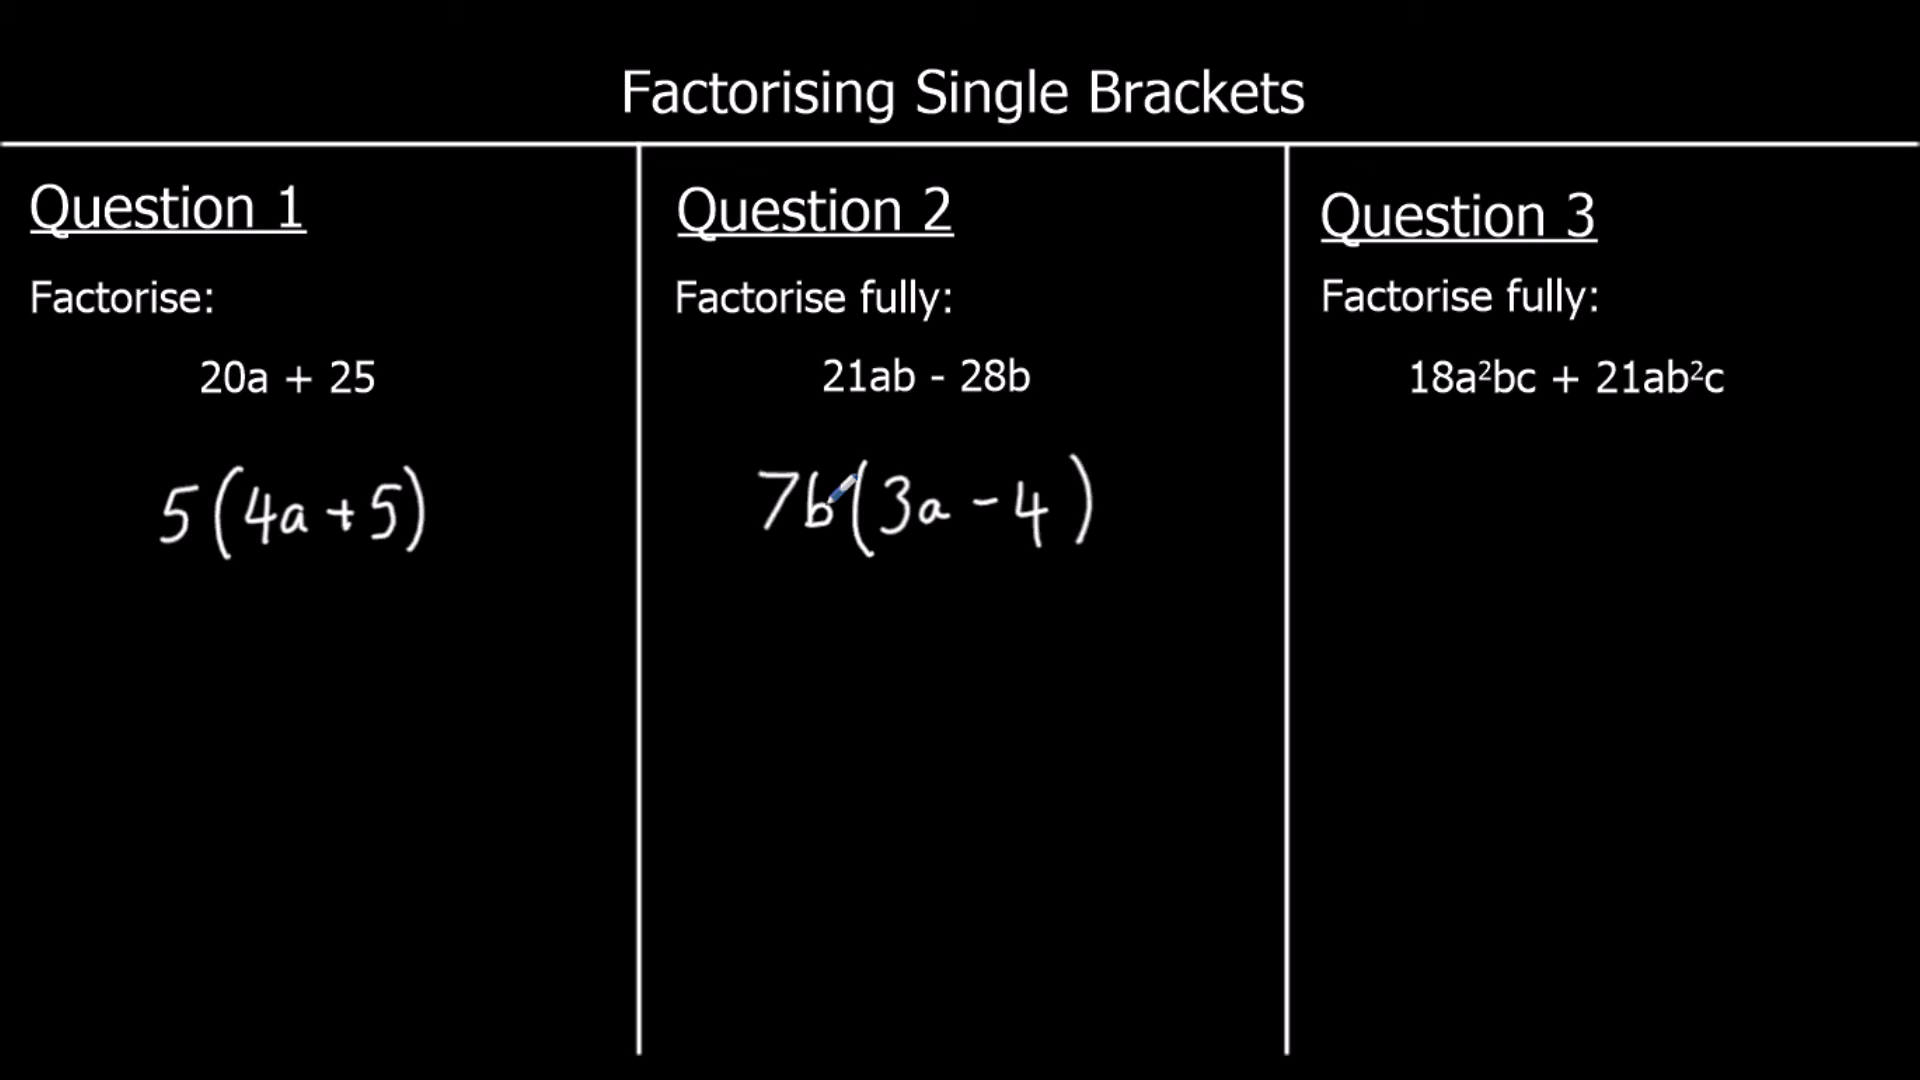 Factorising Single Brackets
Question 1
Factorise:
20a + 25
5(4a + 5)
Question 2
Factorise fully:
21ab - 28b
7b(3a - 4)
Question 3
Factorise fully:
18a²bc + 21ab²c